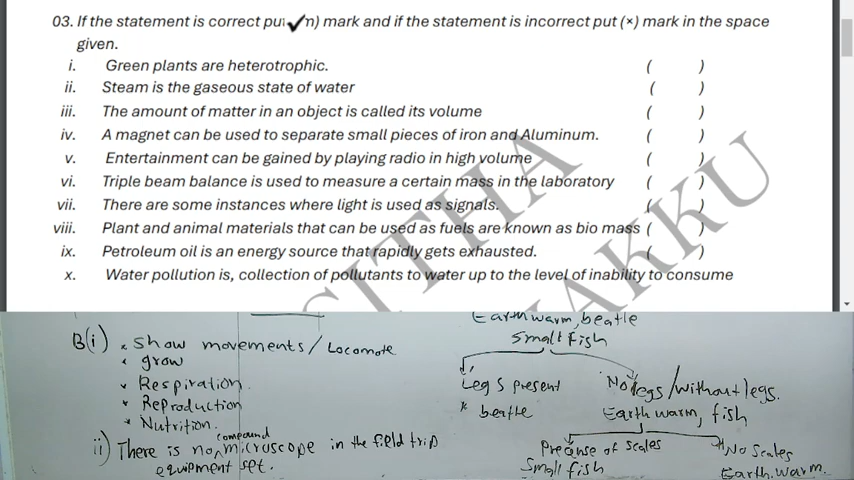 03. If the statement is correct put ✓) mark and if the statement is incorrect put (×) mark in the space
given.
i. Green plants are heterotrophic. ( )
ii. Steam is the gaseous state of water ( )
iii. The amount of matter in an object is called its volume ( )
iv. A magnet can be used to separate small pieces of iron and Aluminum. ( )
v. Entertainment can be gained by playing radio in high volume ( )
vi. Triple beam balance is used to measure a certain mass in the laboratory ( )
vii. There are some instances where light is used as signals. ( )
viii. Plant and animal materials that can be used as fuels are known as bio mass ( )
ix. Petroleum oil is an energy source that rapidly gets exhausted. ( )
x. Water pollution is, collection of pollutants to water up to the level of inability to consume
SITHA
AKKU
B(i) * Show movements / Locomote
* grow
* Respiration
* Reproduction
* Nutrition.
ii) There is no compound microscope in the field trip
equipment set.
Earthwarm, beatle
Small fish
Legs present
* beatle
No legs/without legs.
Earth warm, fish
Precense of scales
Small fish
* No Scales
Earth.warm.